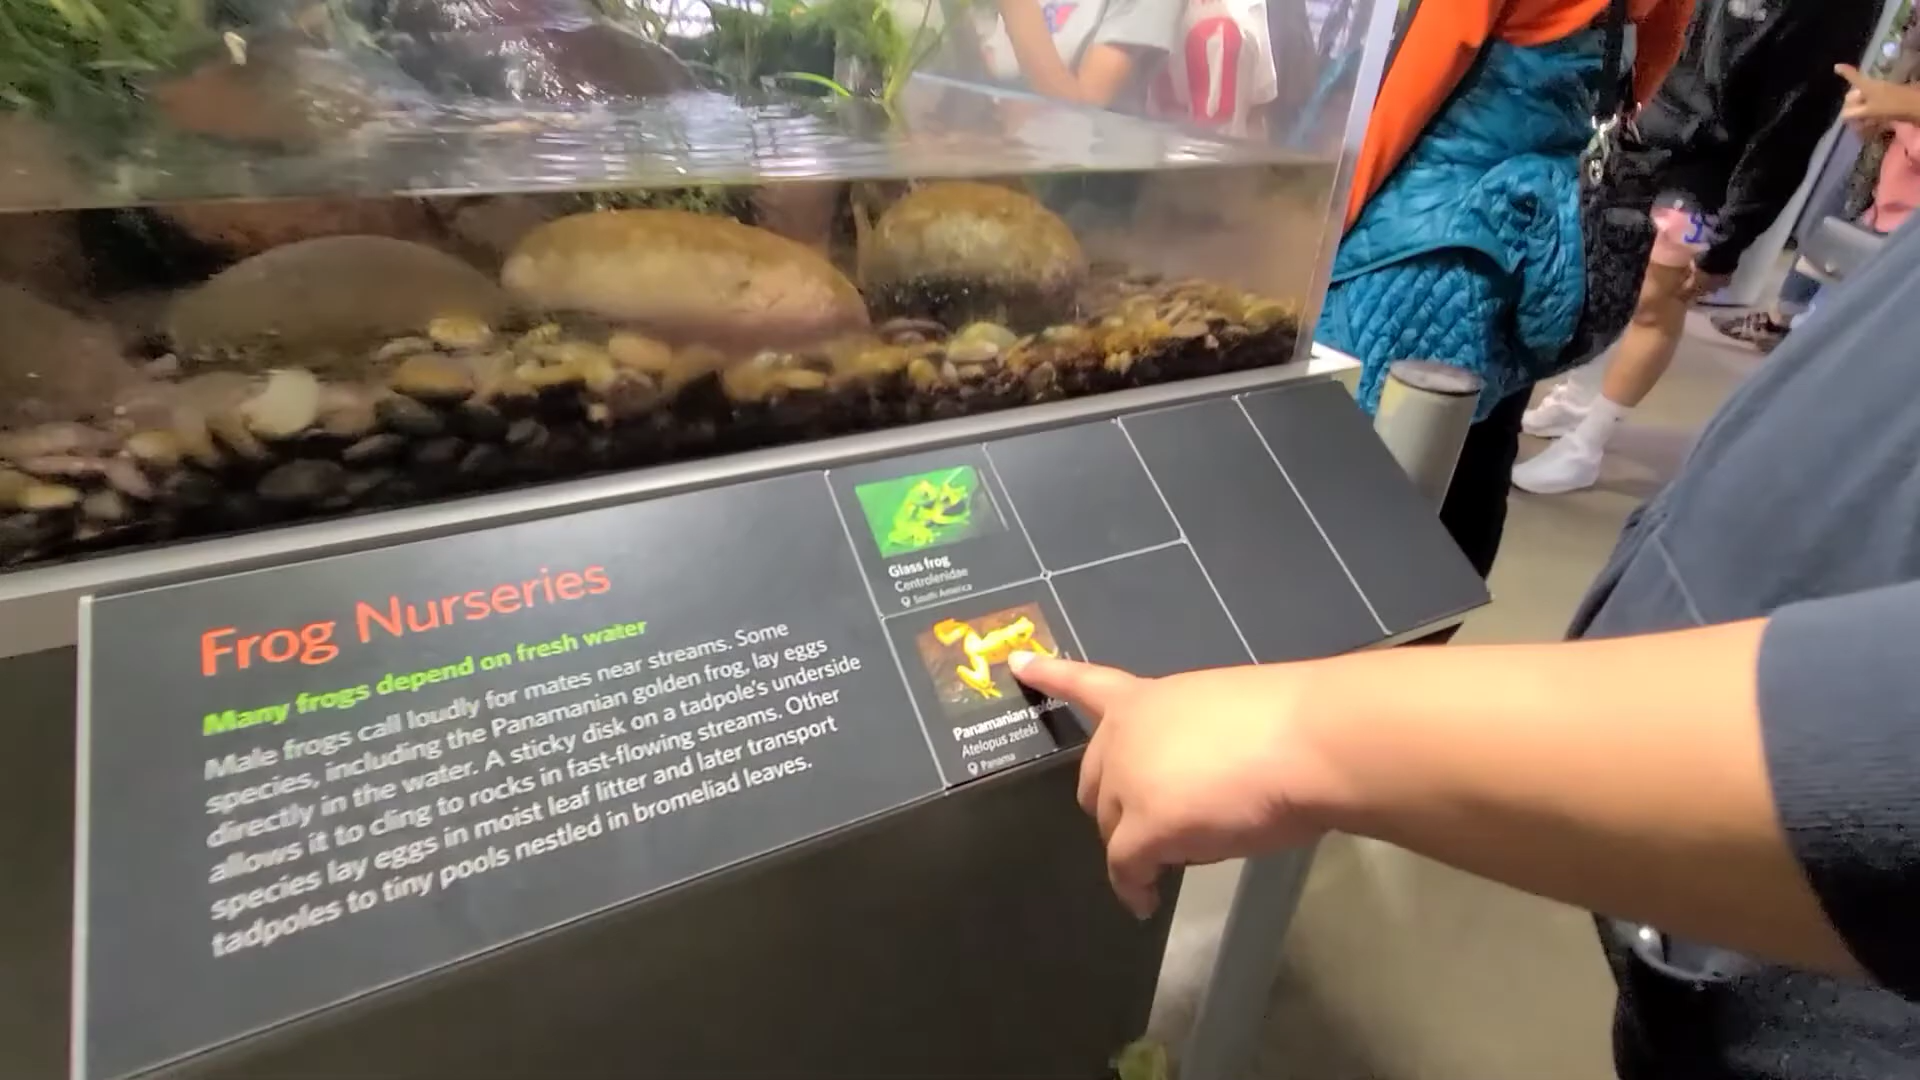 Frog Nurseries
Many frogs depend on fresh water
Male frogs call loudly for mates near streams. Some
species, including the Panamanian golden frog, lay eggs
directly in the water. A sticky disk on a tadpole's underside
allows it to cling to rocks in fast-flowing streams. Other
species lay eggs in moist leaf litter and later transport
tadpoles to tiny pools nestled in bromeliad leaves.
Glass frog
Centrolenidae
South America
Panamanian golden
Atelopus zeteki
Panama